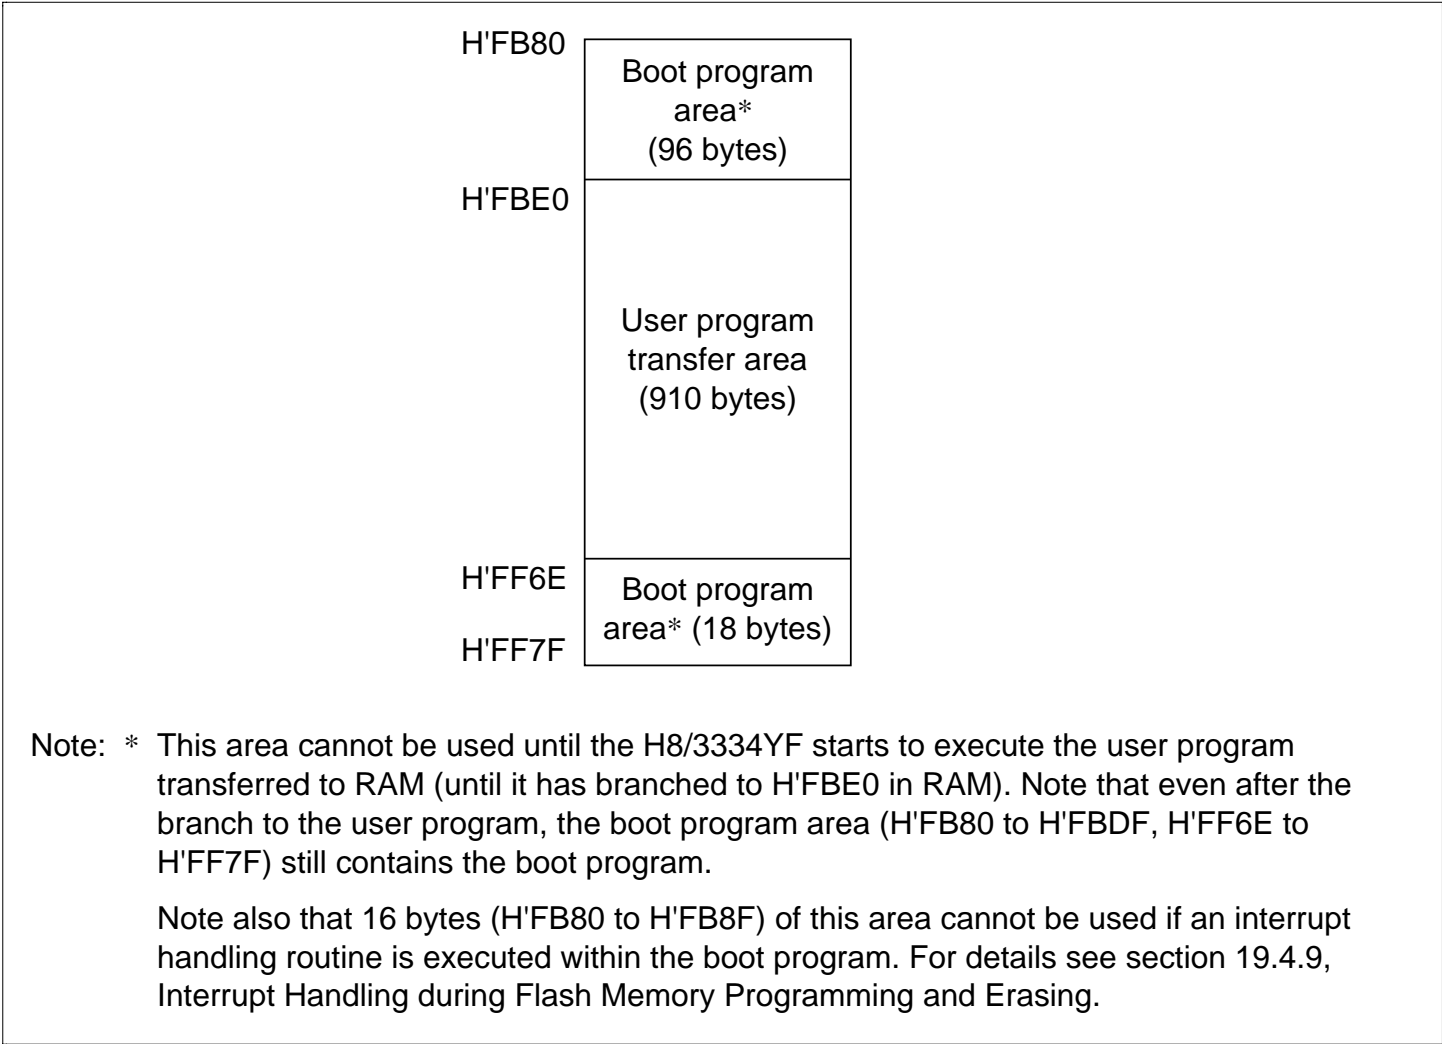 H'FB80
Boot program
area*
(96 bytes)
H'FBE0
User program
transfer area
(910 bytes)
H'FF6E
Boot program
area* (18 bytes)
H'FF7F
Note: * This area cannot be used until the H8/3334YF starts to execute the user program
transferred to RAM (until it has branched to H'FBE0 in RAM). Note that even after the
branch to the user program, the boot program area (H'FB80 to H'FBDF, H'FF6E to
H'FF7F) still contains the boot program.
Note also that 16 bytes (H'FB80 to H'FB8F) of this area cannot be used if an interrupt
handling routine is executed within the boot program. For details see section 19.4.9,
Interrupt Handling during Flash Memory Programming and Erasing.